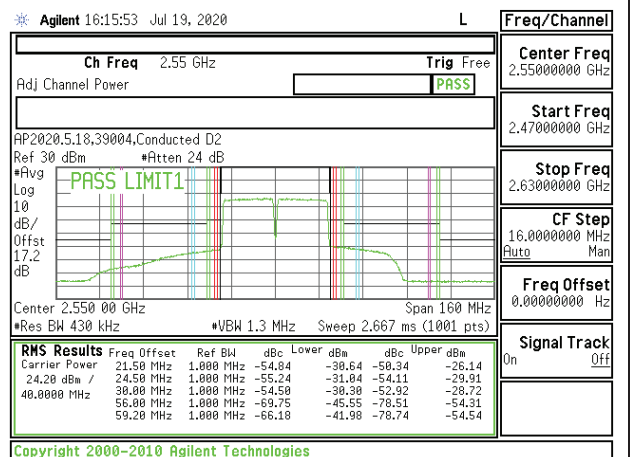 Agilent 16:15:53 Jul 19, 2020 L
Freq/Channel
Ch Freq 2.55 GHz Trig Free
Adj Channel Power PASS
AP2020.5.18,39004,Conducted D2
Ref 30 dBm #Atten 24 dB
#Avg
Log
10
dB/
Offst
17.2
dB
PASS LIMIT1
Center 2.550 00 GHz Span 160 MHz
#Res BW 430 kHz #VBW 1.3 MHz Sweep 2.667 ms (1001 pts)
RMS Results Freq Offset Ref BW dBc Lower dBm dBc Upper dBm
Carrier Power 21.50 MHz 1.000 MHz -54.84 -30.64 -50.34 -26.14
24.20 dBm / 24.50 MHz 1.000 MHz -55.24 -31.04 -54.11 -29.91
40.0000 MHz 30.00 MHz 1.000 MHz -54.50 -30.30 -52.92 -28.72
56.00 MHz 1.000 MHz -69.75 -45.55 -78.51 -54.31
59.20 MHz 1.000 MHz -66.18 -41.98 -78.74 -54.54
Center Freq
2.55000000 GHz
Start Freq
2.47000000 GHz
Stop Freq
2.63000000 GHz
CF Step
16.0000000 MHz
Auto Man
Freq Offset
0.00000000 Hz
Signal Track
On Off
Copyright 2000-2010 Agilent Technologies